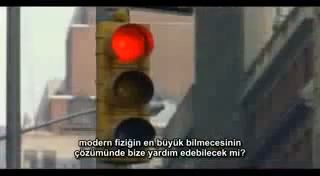 modern fiziğin en büyük bilmecesinin
çözümünde bize yardım edebilecek mi?